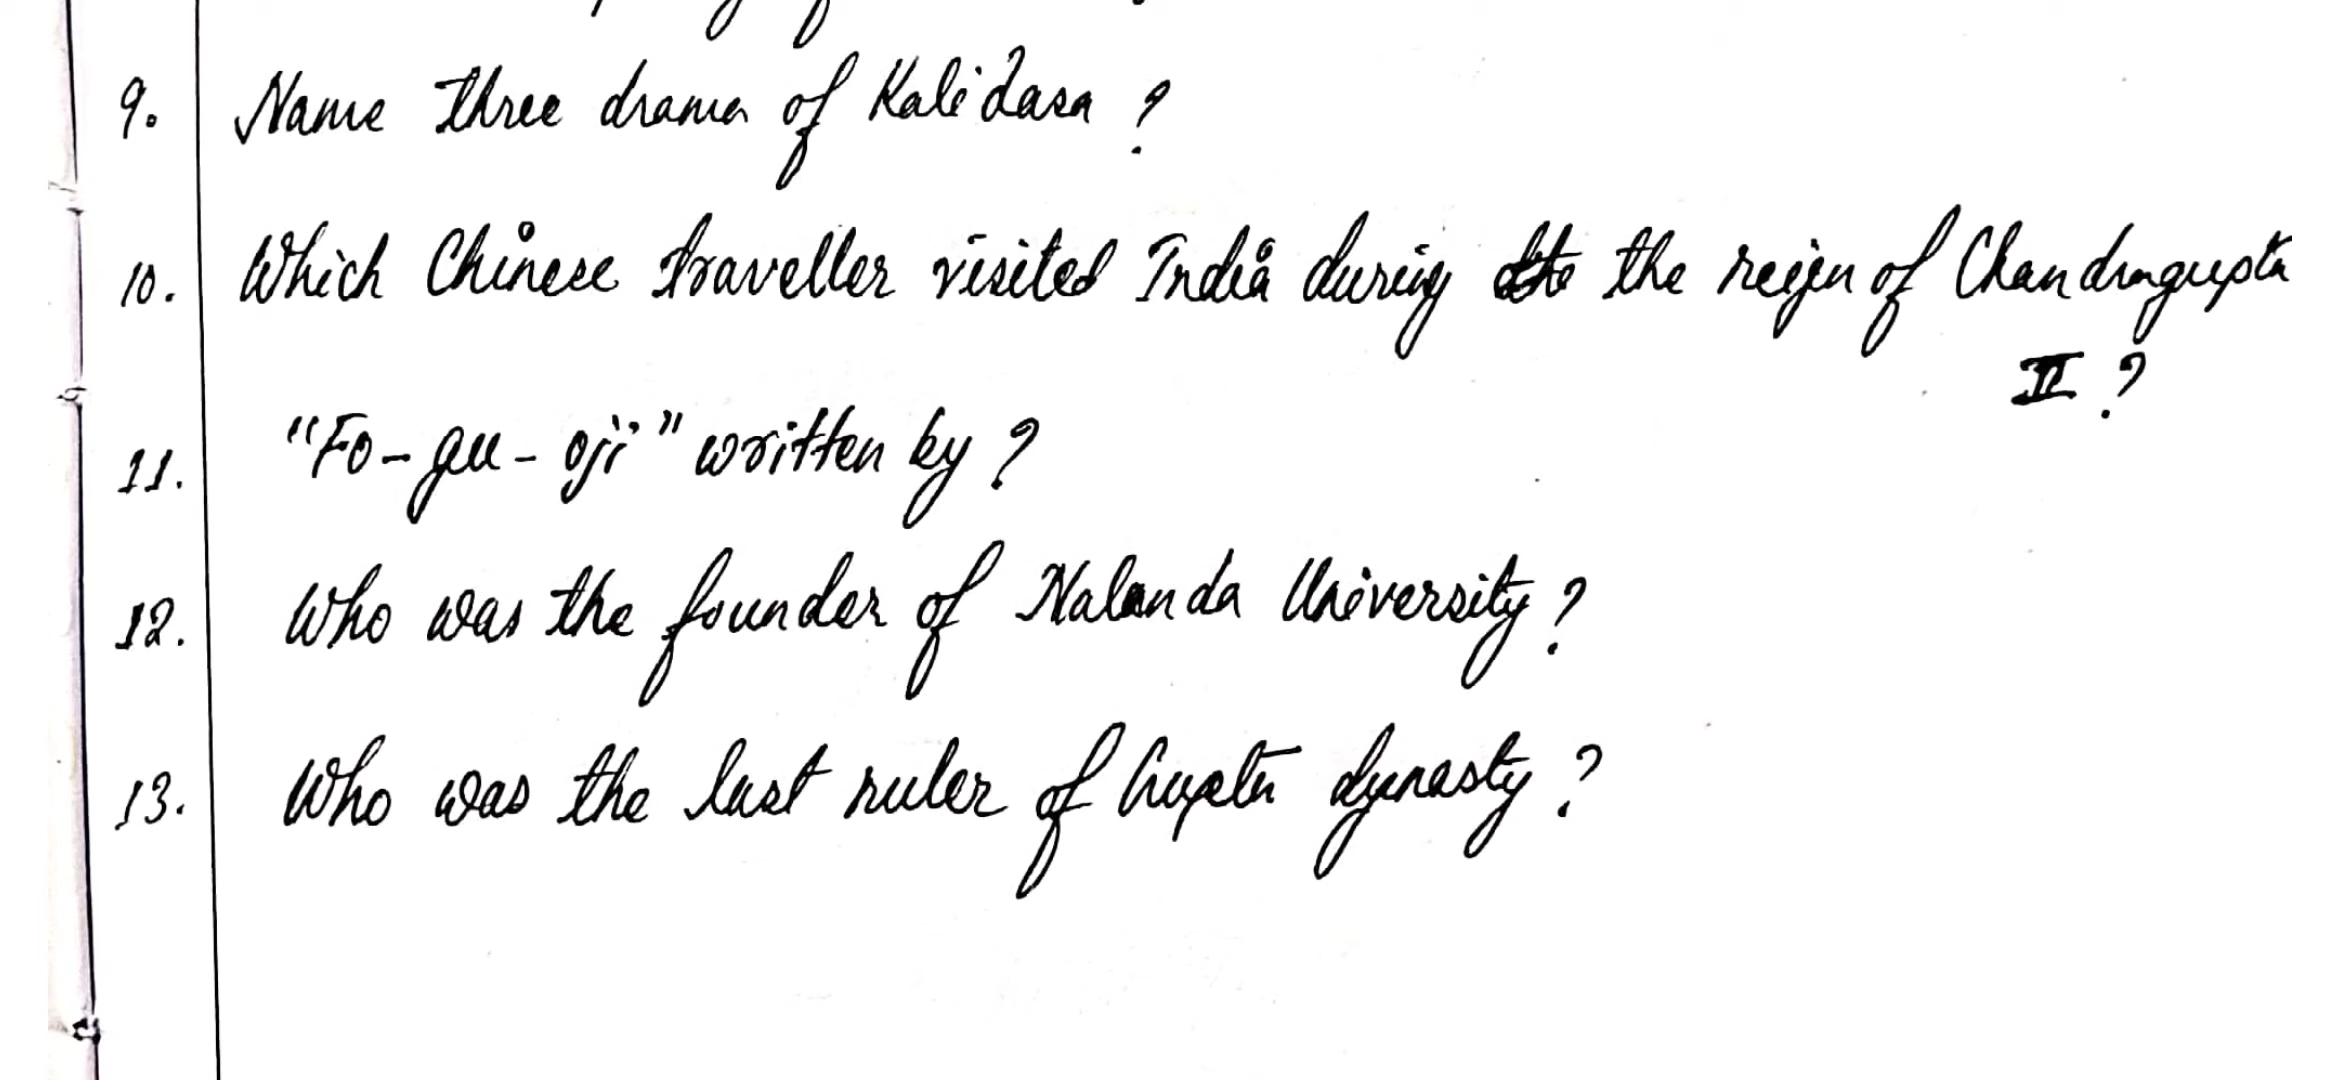 9. Name three drama of Kalidasa ?
10. Which Chinese traveller visited India during the reign of Chandragupta
II ?
11. "Fo-gu-oji" written by ?
12. Who was the founder of Nalanda University ?
13. Who was the last ruler of Gupta dynasty ?